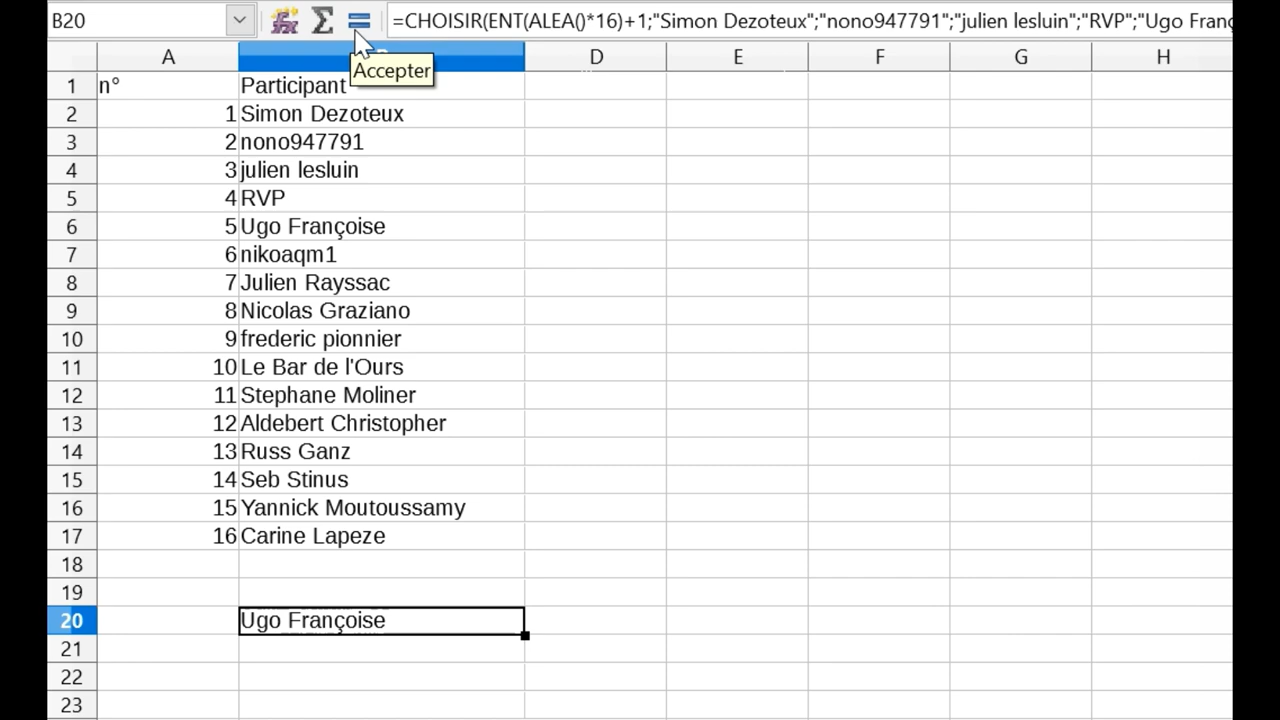 B20 =CHOISIR(ENT(ALEA()*16)+1;"Simon Dezoteux";"nono947791";"julien lesluin";"RVP";"Ugo Franç
Accepter
A D E F G H
1 n° Participant
2 1 Simon Dezoteux
3 2 nono947791
4 3 julien lesluin
5 4 RVP
6 5 Ugo Françoise
7 6 nikoaqm1
8 7 Julien Rayssac
9 8 Nicolas Graziano
10 9 frederic pionnier
11 10 Le Bar de l'Ours
12 11 Stephane Moliner
13 12 Aldebert Christopher
14 13 Russ Ganz
15 14 Seb Stinus
16 15 Yannick Moutoussamy
17 16 Carine Lapeze
18
19
20 Ugo Françoise
21
22
23